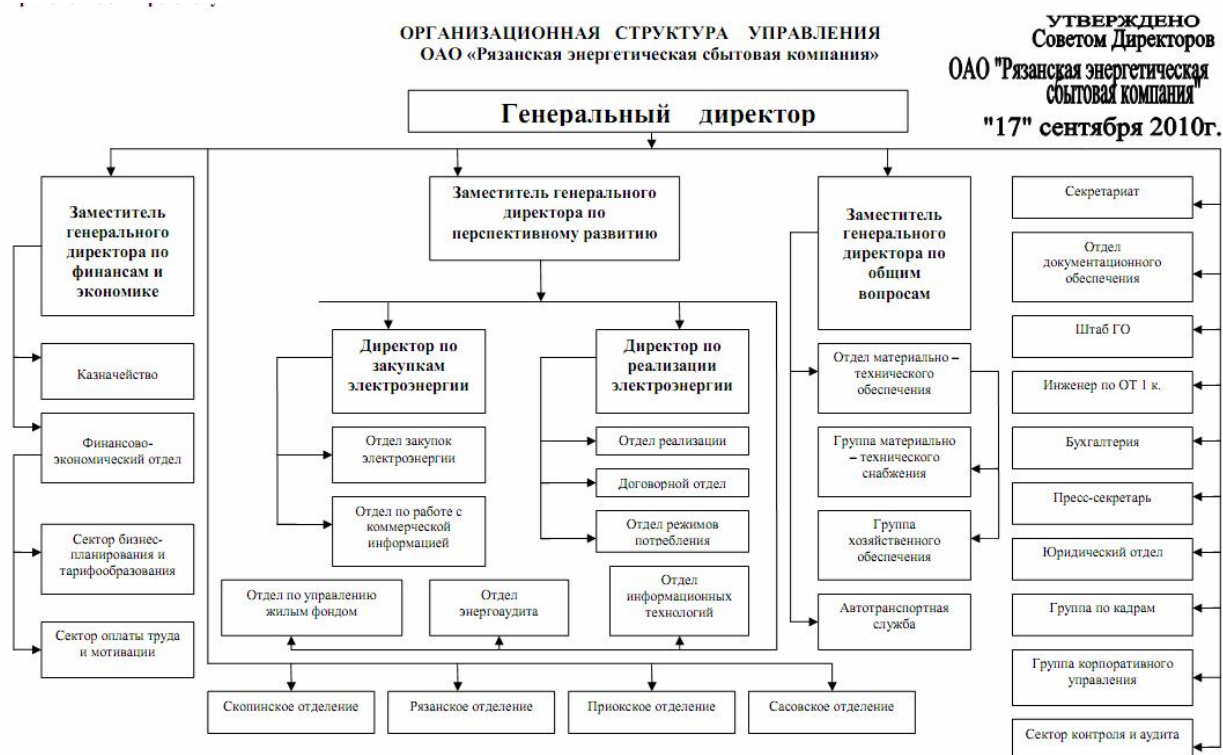 ОРГАНИЗАЦИОННАЯ СТРУКТУРА УПРАВЛЕНИЯ
ОАО «Рязанская энергетическая сбытовая компания»
УТВЕРЖДЕНО
Советом Директоров
ОАО "Рязанская энергетическая
сбытовая компания"
"17" сентября 2010г.
Генеральный директор
Заместитель
генерального
директора по
финансам и
экономике
Казначейство
Финансово-
экономический отдел
Сектор бизнес-
планирования и
тарифообразования
Сектор оплаты труда
и мотивации
Заместитель генерального
директора по
перспективному развитию
Директор по
закупкам
электроэнергии
Отдел закупок
электроэнергии
Отдел по работе с
коммерческой
информацией
Директор по
реализации
электроэнергии
Отдел реализации
Договорной отдел
Отдел режимов
потребления
Отдел по управлению
жилым фондом
Отдел
энергоаудита
Отдел
информационных
технологий
Заместитель
генерального
директора по
общим
вопросам
Отдел материально –
технического
обеспечения
Группа материально
– технического
снабжения
Группа
хозяйственного
обеспечения
Автотранспортная
служба
Секретариат
Отдел
документационного
обеспечения
Штаб ГО
Инженер по ОТ 1 к.
Бухгалтерия
Пресс-секретарь
Юридический отдел
Группа по кадрам
Группа корпоративного
управления
Сектор контроля и аудита
Скопинское отделение
Рязанское отделение
Приокское отделение
Сасовское отделение